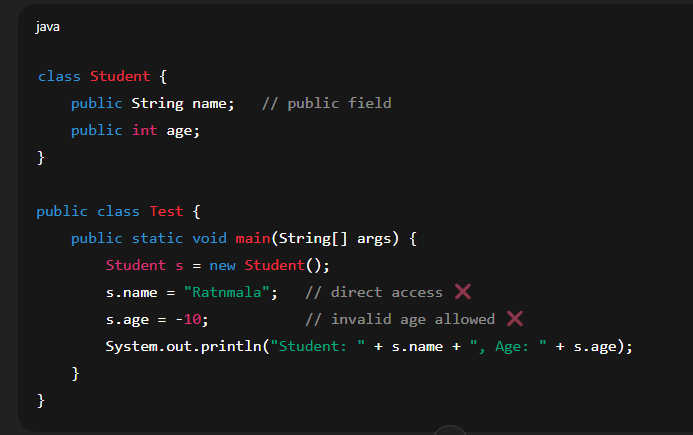 java
class Student {
    public String name;   // public field
    public int age;
}
public class Test {
    public static void main(String[] args) {
        Student s = new Student();
        s.name = "Ratnmala";   // direct access ❌
        s.age = -10;           // invalid age allowed ❌
        System.out.println("Student: " + s.name + ", Age: " + s.age);
    }
}